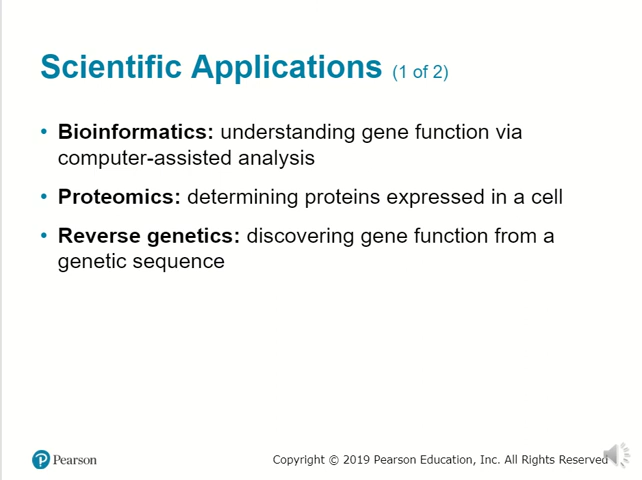 Scientific Applications (1 of 2)
• Bioinformatics: understanding gene function via
computer-assisted analysis
• Proteomics: determining proteins expressed in a cell
• Reverse genetics: discovering gene function from a
genetic sequence
Pearson
Copyright © 2019 Pearson Education, Inc. All Rights Reserved